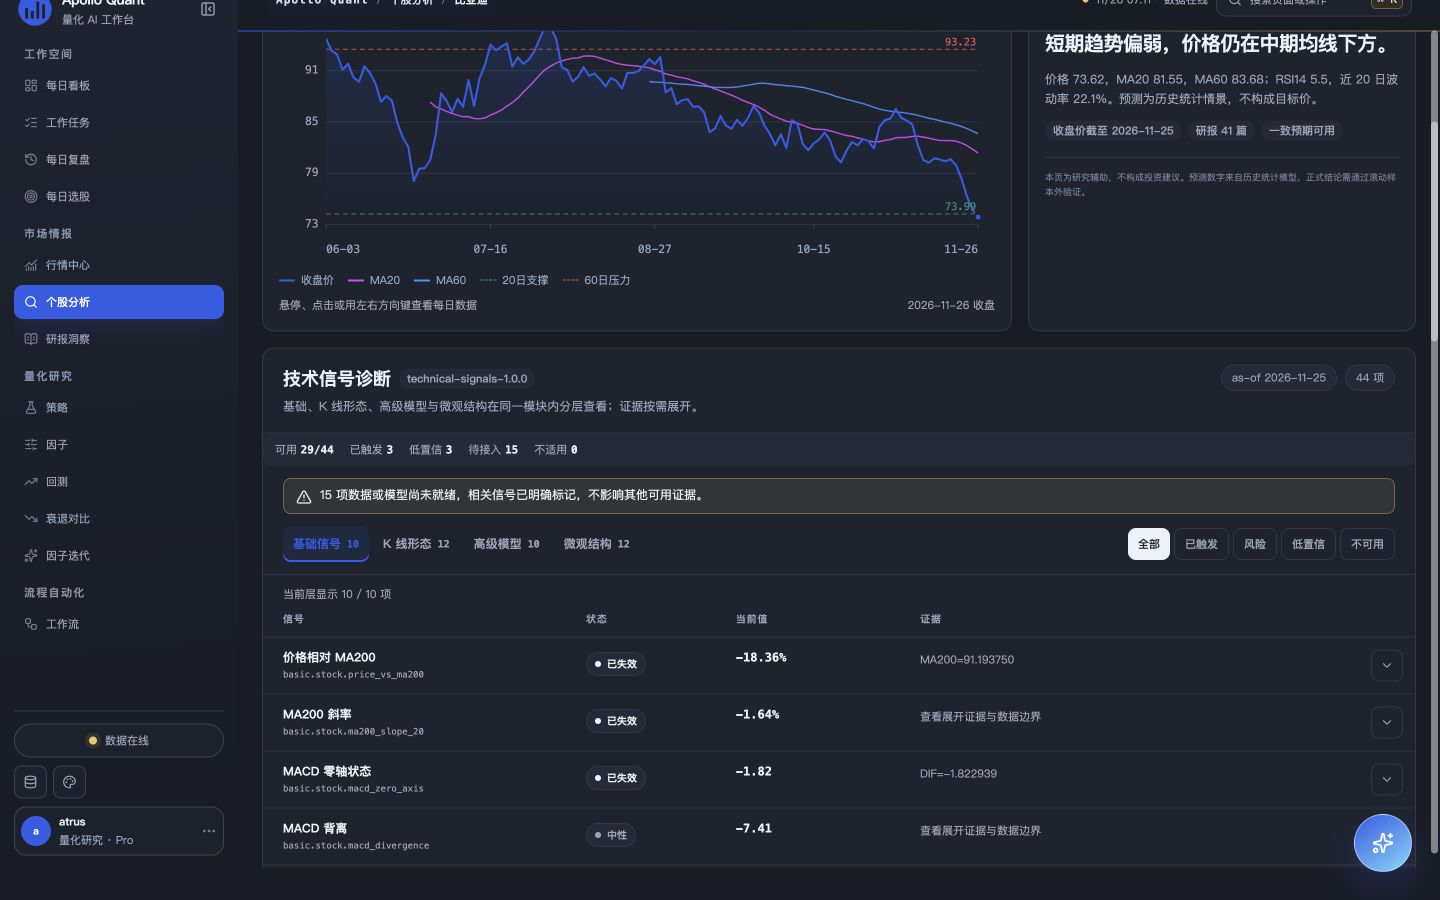 Apollo Quant
量化 AI 工作台
工作空间
每日看板
工作任务
每日复盘
每日选股
市场情报
行情中心
个股分析
研报洞察
量化研究
策略
因子
回测
衰退对比
因子迭代
流程自动化
工作流
数据在线
a
atrus
量化研究 · Pro
Apollo Quant / 个股分析 / 比亚迪
11/26 07:11 · 数据在线
搜索页面或操作
93.23
91
85
79
73.99
73
06-03
07-16
08-27
10-15
11-26
收盘价
MA20
MA60
20日支撑
60日压力
悬停、点击或用左右方向键查看每日数据
2026-11-26 收盘
短期趋势偏弱，价格仍在中期均线下方。
价格 73.62，MA20 81.55，MA60 83.68；RSI14 5.5，近 20 日波
动率 22.1%。预测为历史统计情景，不构成目标价。
收盘价截至 2026-11-25
研报 41 篇
一致预期可用
本页为研究辅助，不构成投资建议。预测数字来自历史统计模型，正式结论需通过滚动样
本外验证。
技术信号诊断
technical-signals-1.0.0
as-of 2026-11-25
44 项
基础、K 线形态、高级模型与微观结构在同一模块内分层查看；证据按需展开。
可用 29/44 已触发 3 低置信 3 待接入 15 不适用 0
15 项数据或模型尚未就绪，相关信号已明确标记，不影响其他可用证据。
基础信号 10
K 线形态 12
高级模型 10
微观结构 12
全部
已触发
风险
低置信
不可用
当前层显示 10 / 10 项
信号 状态 当前值 证据
价格相对 MA200
basic.stock.price_vs_ma200
已失效
-18.36%
MA200=91.193750
MA200 斜率
basic.stock.ma200_slope_20
已失效
-1.64%
查看展开证据与数据边界
MACD 零轴状态
basic.stock.macd_zero_axis
已失效
-1.82
DIF=-1.822939
MACD 背离
basic.stock.macd_divergence
中性
-7.41
查看展开证据与数据边界